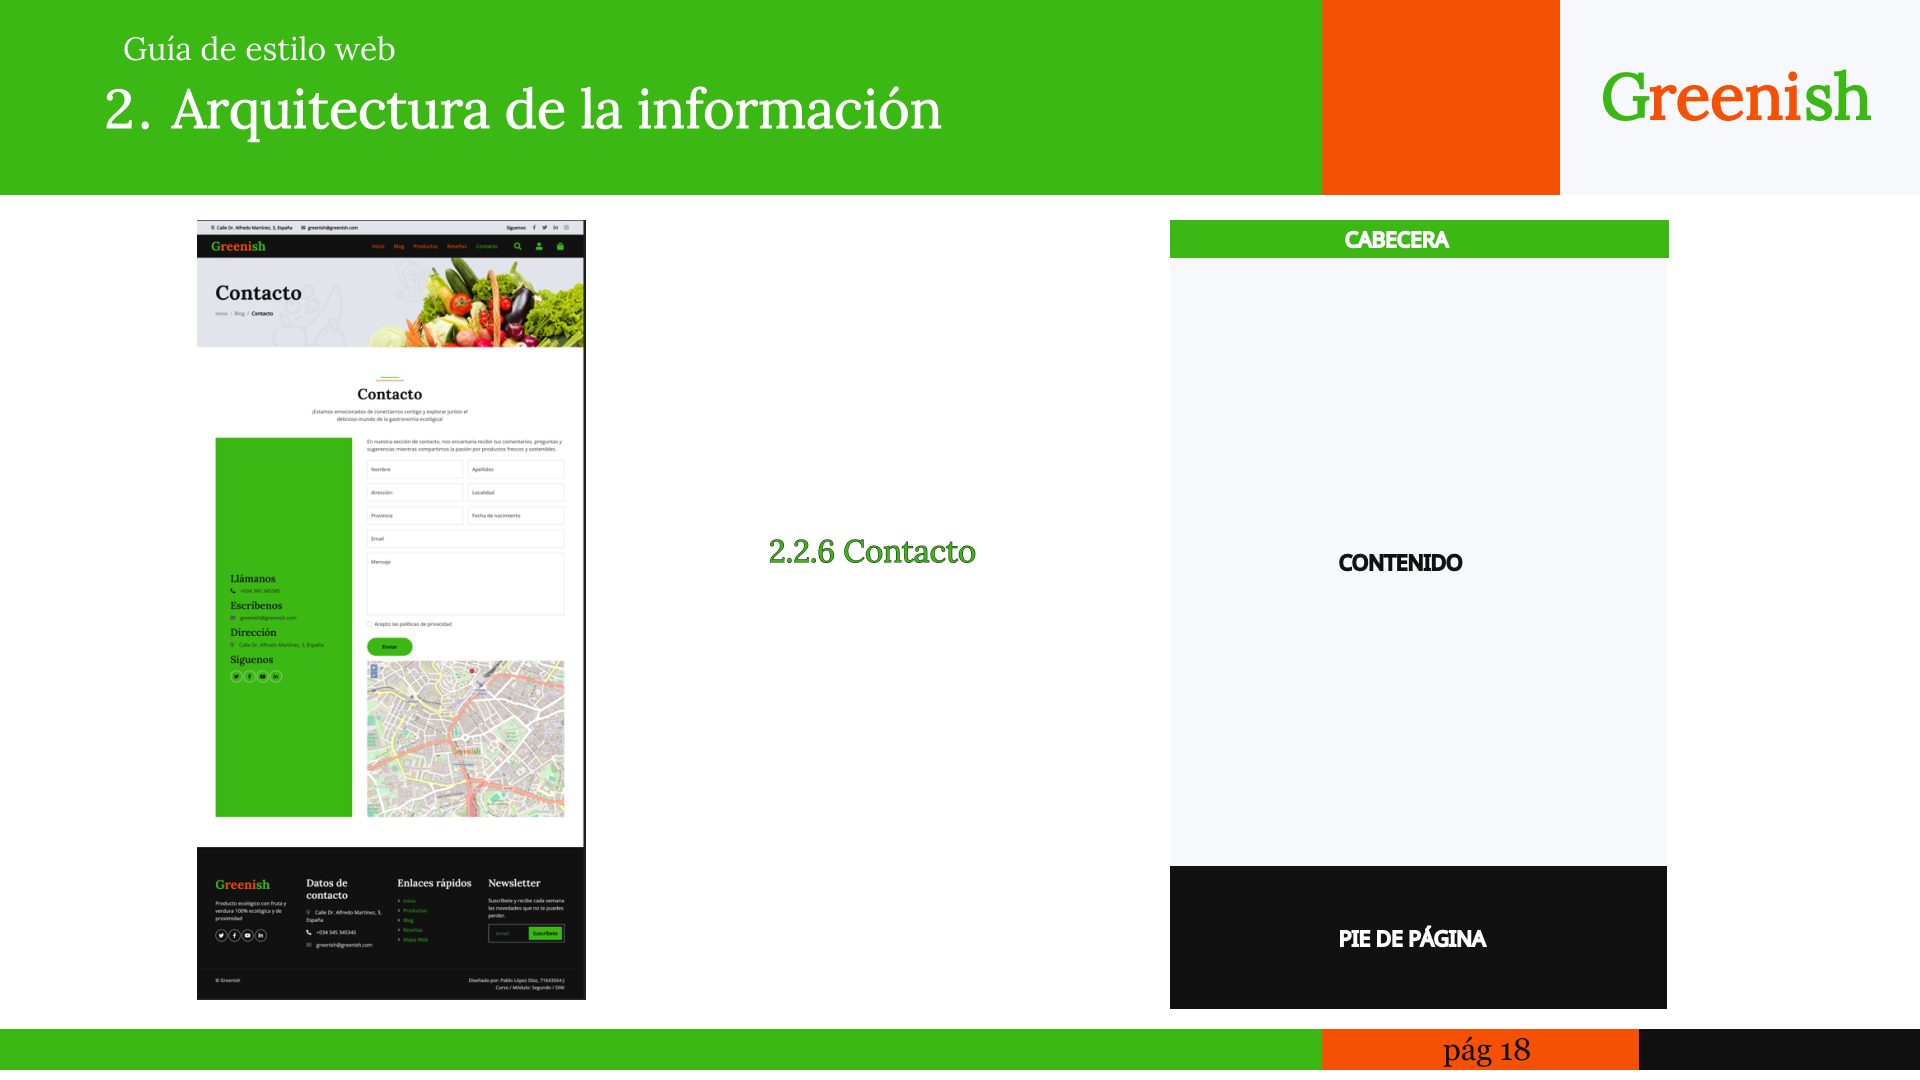 Guía de estilo web
2. Arquitectura de la información
Greenish
Calle Dr. Alfredo Martínez, 3, España greenish@greenish.com Síguenos:
Greenish Inicio Blog Productos Reseñas Contacto
Contacto
Inicio / Blog / Contacto
Contacto
¡Estamos emocionados de conectarnos contigo y explorar juntos el
delicioso mundo de la gastronomía ecológica!
En nuestra sección de contacto, nos encantaría recibir tus comentarios, preguntas y
sugerencias mientras compartimos la pasión por productos frescos y sostenibles.
Nombre Apellidos
dirección Localidad
Provincia Fecha de nacimiento
Email
Mensaje
Acepto las políticas de privacidad
Enviar
Llámanos
+034 345 345345
Escríbenos
greenish@greenish.com
Dirección
Calle Dr. Alfredo Martínez, 3, España
Síguenos
Greenish
Producto ecológico con fruta y
verdura 100% ecológica y de
proximidad
Datos de
contacto
Calle Dr. Alfredo Martínez, 3,
España
+034 345 345345
greenish@greenish.com
Enlaces rápidos
Inicio
Productos
Blog
Reseñas
Mapa Web
Newsletter
Suscríbete y recibe cada semana
las novedades que no te puedes
perder.
email Suscríbete
© Greenish
Diseñado por: Pablo López Díaz, 71643564-J
Curso / Módulo: Segundo / DIW
2.2.6 Contacto
CABECERA
CONTENIDO
PIE DE PÁGINA
pág 18